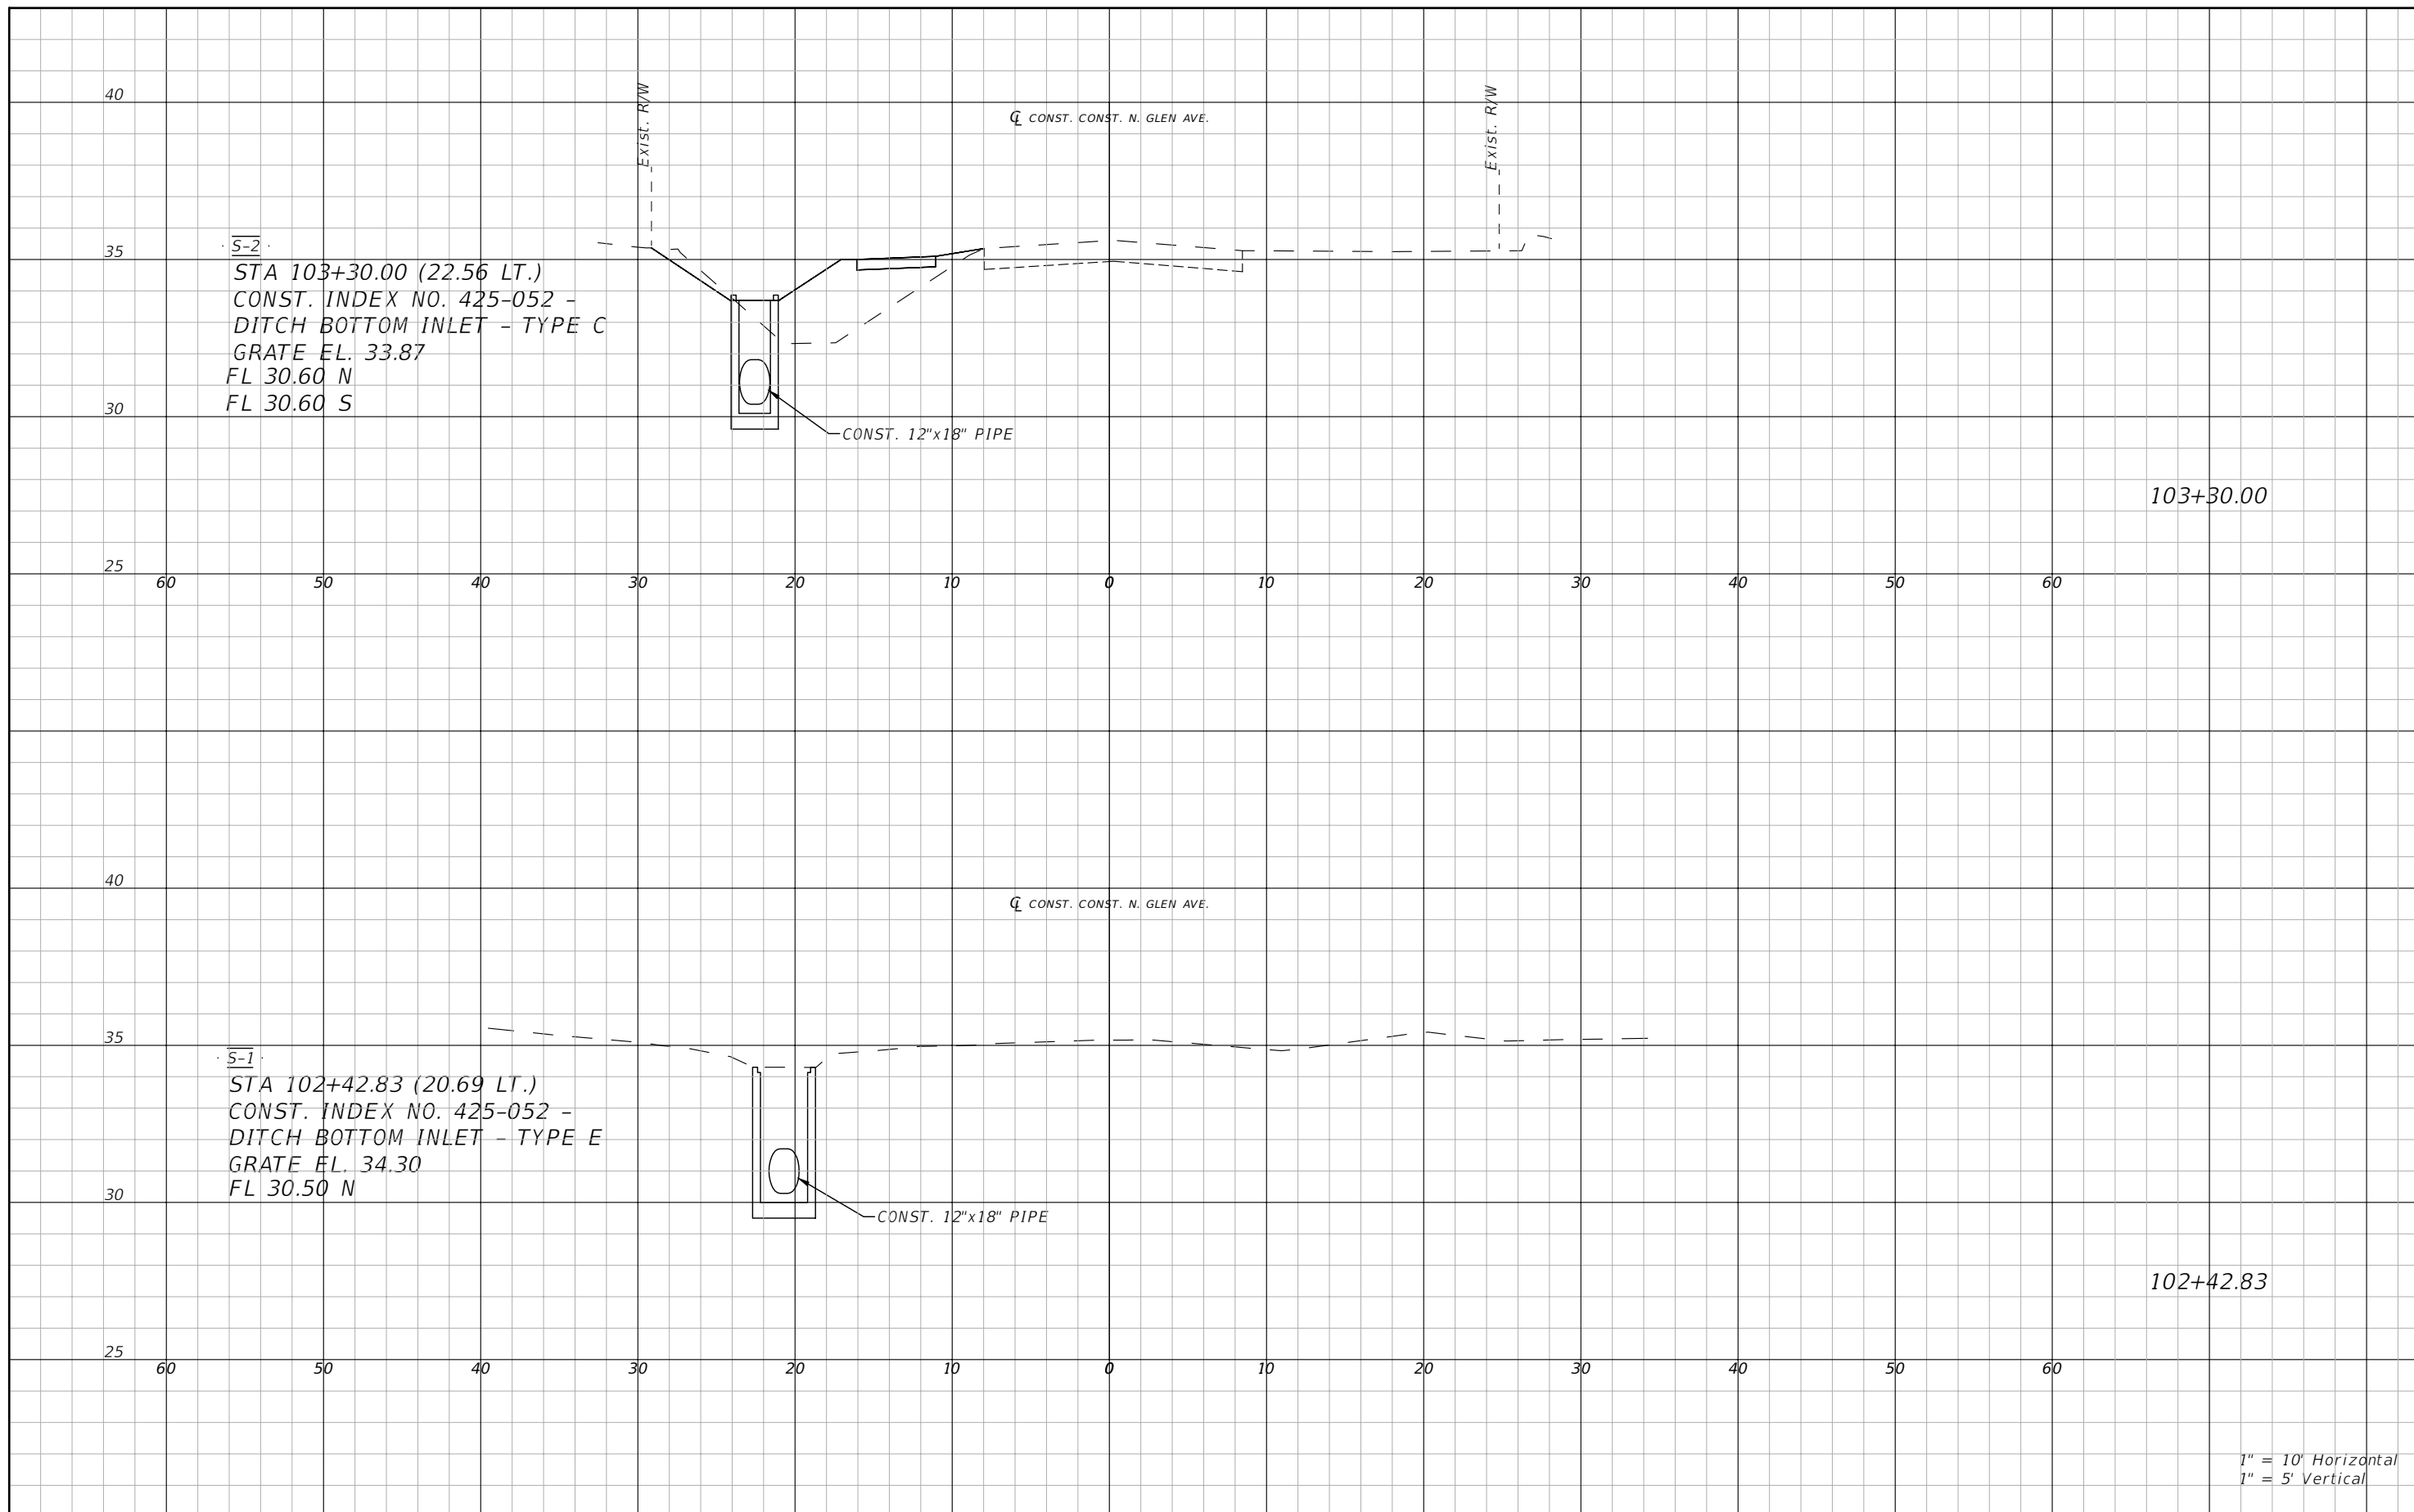 40
Exist. R/W
Exist. R/W
℄ CONST. CONST. N. GLEN AVE.
35
S-2
STA 103+30.00 (22.56 LT.)
CONST. INDEX NO. 425-052 -
DITCH BOTTOM INLET - TYPE C
GRATE EL. 33.87
FL 30.60 N
FL 30.60 S
30
CONST. 12"x18" PIPE
103+30.00
25
60 50 40 30 20 10 0 10 20 30 40 50 60
40
℄ CONST. CONST. N. GLEN AVE.
35
S-1
STA 102+42.83 (20.69 LT.)
CONST. INDEX NO. 425-052 -
DITCH BOTTOM INLET - TYPE E
GRATE EL. 34.30
FL 30.50 N
30
CONST. 12"x18" PIPE
102+42.83
25
60 50 40 30 20 10 0 10 20 30 40 50 60
1" = 10' Horizontal
1" = 5' Vertical